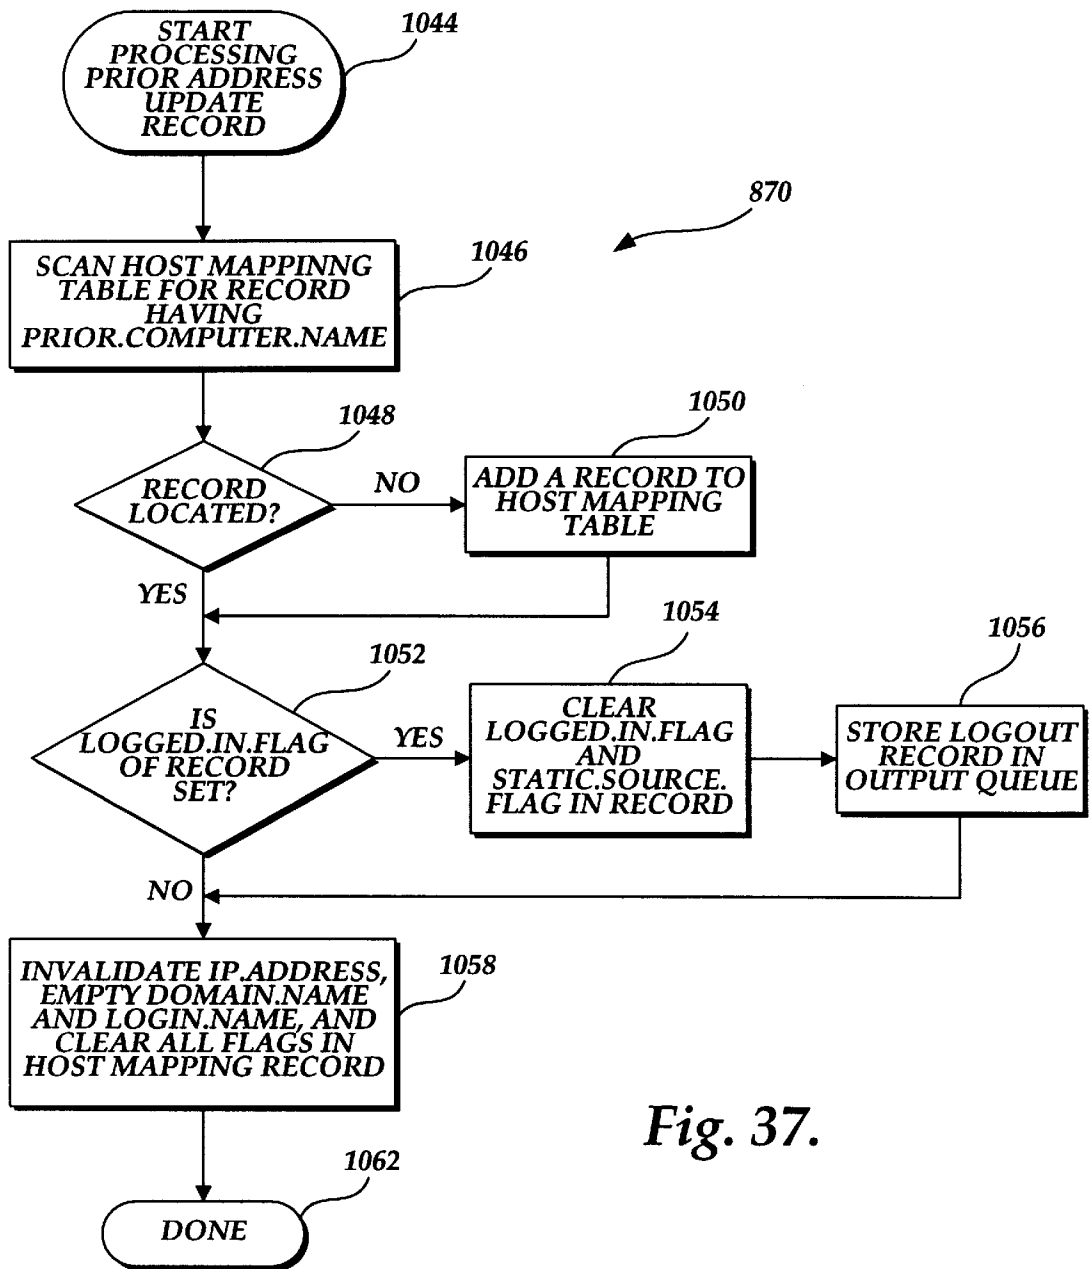 START
PROCESSING
PRIOR ADDRESS
UPDATE
RECORD
1044
870
SCAN HOST MAPPINNG
TABLE FOR RECORD
HAVING
PRIOR.COMPUTER.NAME
1046
1048
RECORD
LOCATED?
NO
1050
ADD A RECORD TO
HOST MAPPING
TABLE
YES
1052
IS
LOGGED.IN.FLAG
OF RECORD
SET?
YES
1054
CLEAR
LOGGED.IN.FLAG
AND
STATIC.SOURCE.
FLAG IN RECORD
1056
STORE LOGOUT
RECORD IN
OUTPUT QUEUE
NO
1058
INVALIDATE IP.ADDRESS,
EMPTY DOMAIN.NAME
AND LOGIN.NAME, AND
CLEAR ALL FLAGS IN
HOST MAPPING RECORD
Fig. 37.
1062
DONE